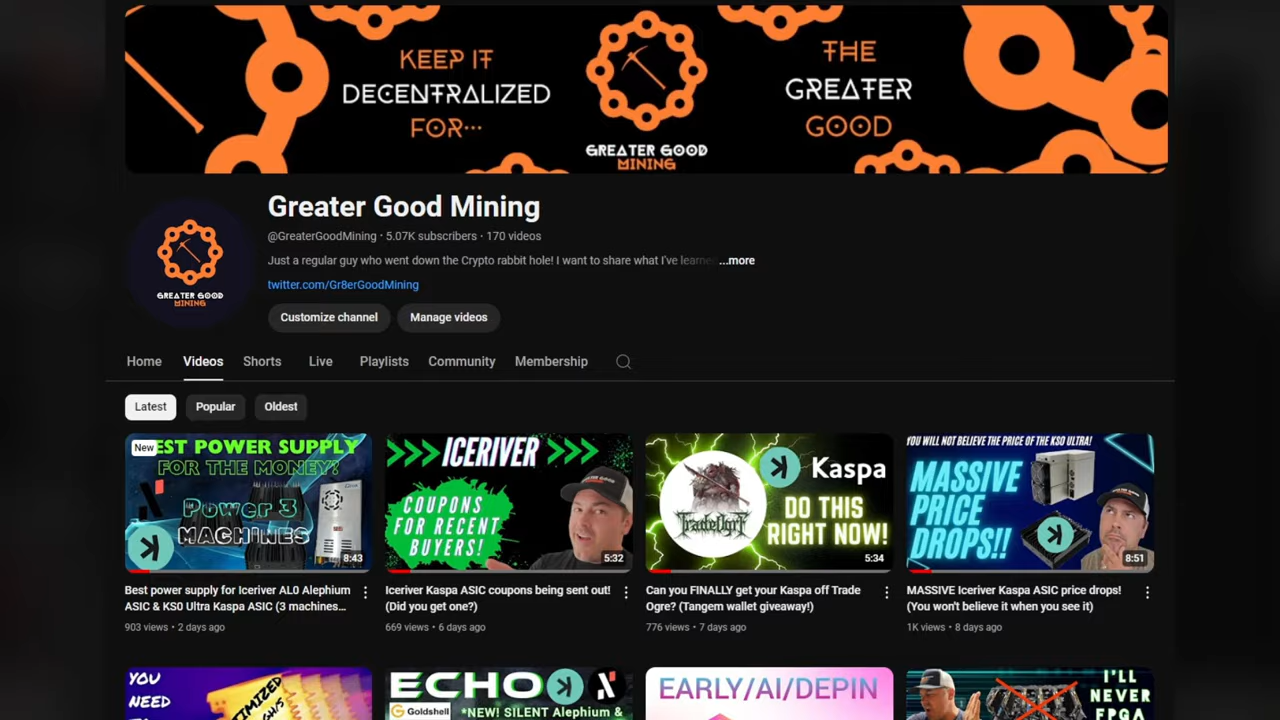 KEEP IT
DECENTRALIZED
FOR...
GREATER GOOD
MINING
THE
GREATER
GOOD
Greater Good Mining
@GreaterGoodMining • 5.07K subscribers • 170 videos
Just a regular guy who went down the Crypto rabbit hole! I want to share what I've learned ...more
twitter.com/Gr8erGoodMining
Customize channel
Manage videos
GREATER GOOD
MINING
Home Videos Shorts Live Playlists Community Membership
Latest Popular Oldest
New
EST POWER SUPPLY
FOR THE MONEY?
Power 3
MACHINES
8:43
Best power supply for Iceriver AL0 Alephium
ASIC & KS0 Ultra Kaspa ASIC (3 machines...
903 views • 2 days ago
>>> ICERIVER >>>
COUPONS
FOR RECENT
BUYERS!
5:32
Iceriver Kaspa ASIC coupons being sent out!
(Did you get one?)
669 views • 6 days ago
Kaspa
TradeOgre
DO THIS
RIGHT NOW!
5:34
Can you FINALLY get your Kaspa off Trade
Ogre? (Tangem wallet giveaway!)
776 views • 7 days ago
YOU WILL NOT BELIEVE THE PRICE OF THE KS0 ULTRA!
MASSIVE
PRICE
DROPS!!
8:51
MASSIVE Iceriver Kaspa ASIC price drops!
(You won't believe it when you see it)
1K views • 8 days ago
YOU
NEED
ECHO
Goldshell
*NEW! SILENT Alephium &
EARLY/AI/DEPIN
I'LL
NEVER
FPGA